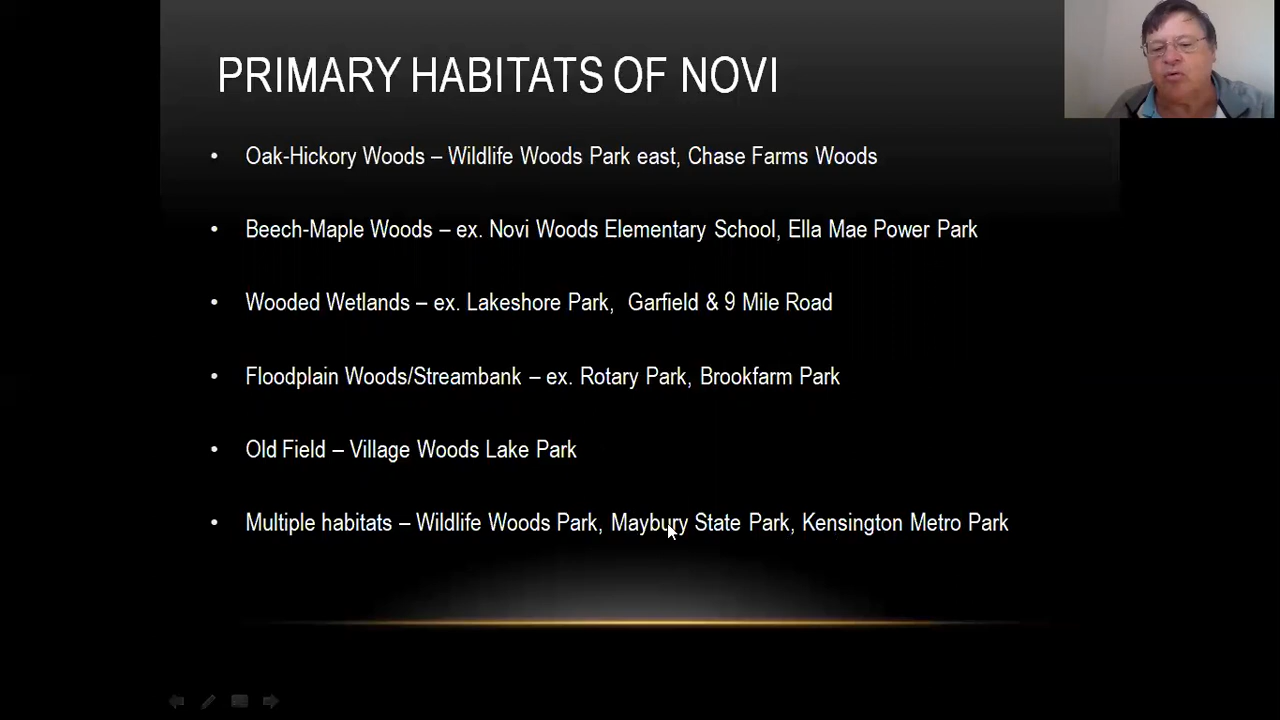 PRIMARY HABITATS OF NOVI
• Oak-Hickory Woods – Wildlife Woods Park east, Chase Farms Woods
• Beech-Maple Woods – ex. Novi Woods Elementary School, Ella Mae Power Park
• Wooded Wetlands – ex. Lakeshore Park, Garfield & 9 Mile Road
• Floodplain Woods/Streambank – ex. Rotary Park, Brookfarm Park
• Old Field – Village Woods Lake Park
• Multiple habitats – Wildlife Woods Park, Maybury State Park, Kensington Metro Park